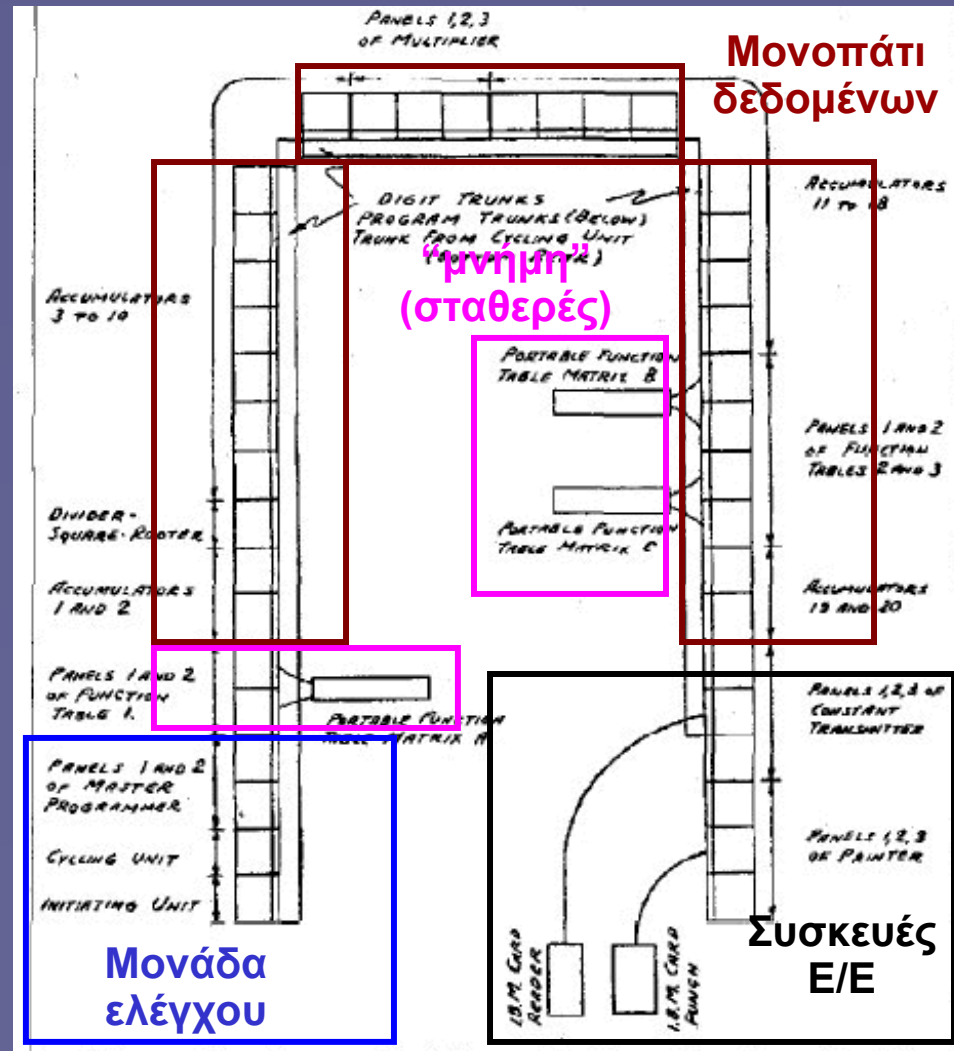 PANELS 1,2,3
OF MULTIPLIER
Μονοπάτι
δεδομένων
DIGIT TRUNKS
PROGRAM TRUNKS (BELOW)
TRUNK FROM CYCLING UNIT
“μνήμη”
(σταθερές)
ACCUMULATORS
11 TO 18
ACCUMULATORS
3 TO 10
PORTABLE FUNCTION
TABLE MATRIX B
PANELS 1 AND 2
OF FUNCTION
TABLES 2 AND 3
DIVIDER-
SQUARE-ROOTER
PORTABLE FUNCTION
TABLE MATRIX C
ACCUMULATORS
1 AND 2
ACCUMULATORS
19 AND 20
PANELS 1 AND 2
OF FUNCTION
TABLE 1.
PORTABLE FUNCTION
TABLE MATRIX A
PANELS 1,2,3 OF
CONSTANT
TRANSMITTER
PANELS 1 AND 2
OF MASTER
PROGRAMMER
CYCLING UNIT
INITIATING UNIT
PANELS 1,2,3
OF PRINTER
Μονάδα
ελέγχου
I.B.M. CARD
READER
I.B.M. CARD
PUNCH
Συσκευές
Ε/Ε